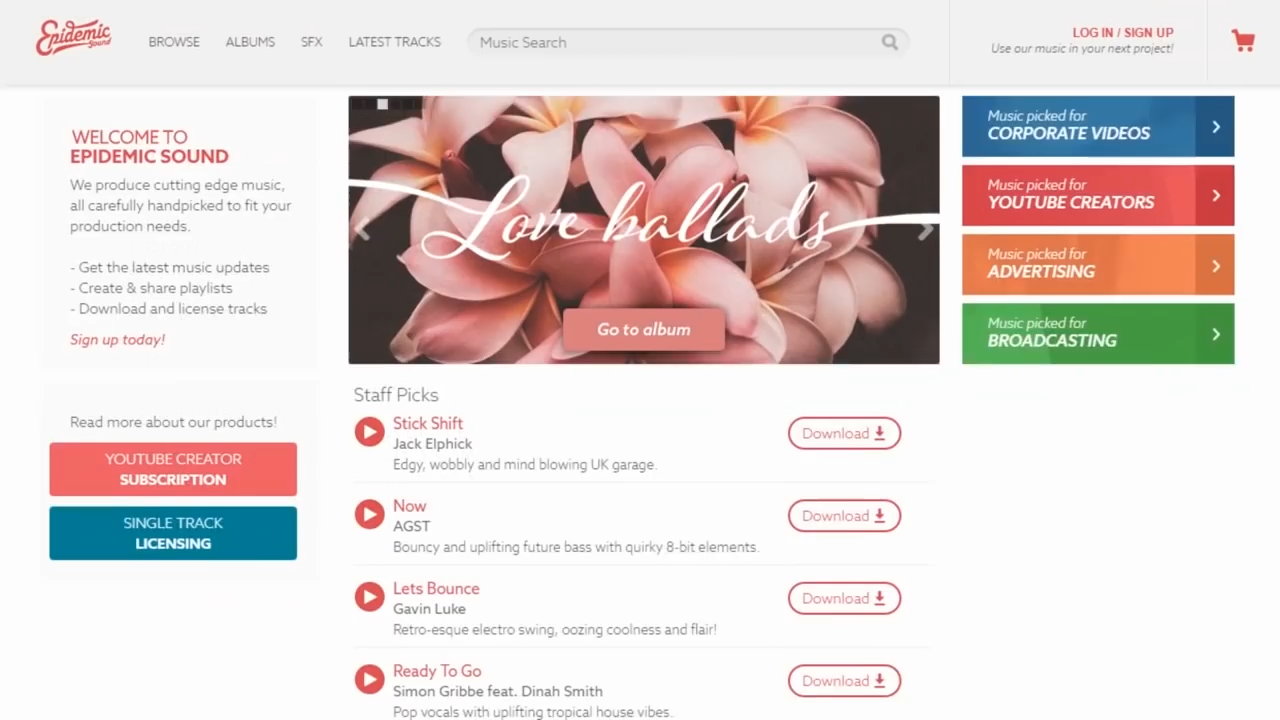 Epidemic
Sound
BROWSE
ALBUMS
SFX
LATEST TRACKS
Music Search
LOG IN / SIGN UP
Use our music in your next project!
WELCOME TO
EPIDEMIC SOUND
We produce cutting edge music,
all carefully handpicked to fit your
production needs.
- Get the latest music updates
- Create & share playlists
- Download and license tracks
Sign up today!
Read more about our products!
YOUTUBE CREATOR
SUBSCRIPTION
SINGLE TRACK
LICENSING
Love ballads
Go to album
Staff Picks
Stick Shift
Jack Elphick
Edgy, wobbly and mind blowing UK garage.
Download
Now
AGST
Bouncy and uplifting future bass with quirky 8-bit elements.
Download
Lets Bounce
Gavin Luke
Retro-esque electro swing, oozing coolness and flair!
Download
Ready To Go
Simon Gribbe feat. Dinah Smith
Pop vocals with uplifting tropical house vibes.
Download
Music picked for
CORPORATE VIDEOS
Music picked for
YOUTUBE CREATORS
Music picked for
ADVERTISING
Music picked for
BROADCASTING